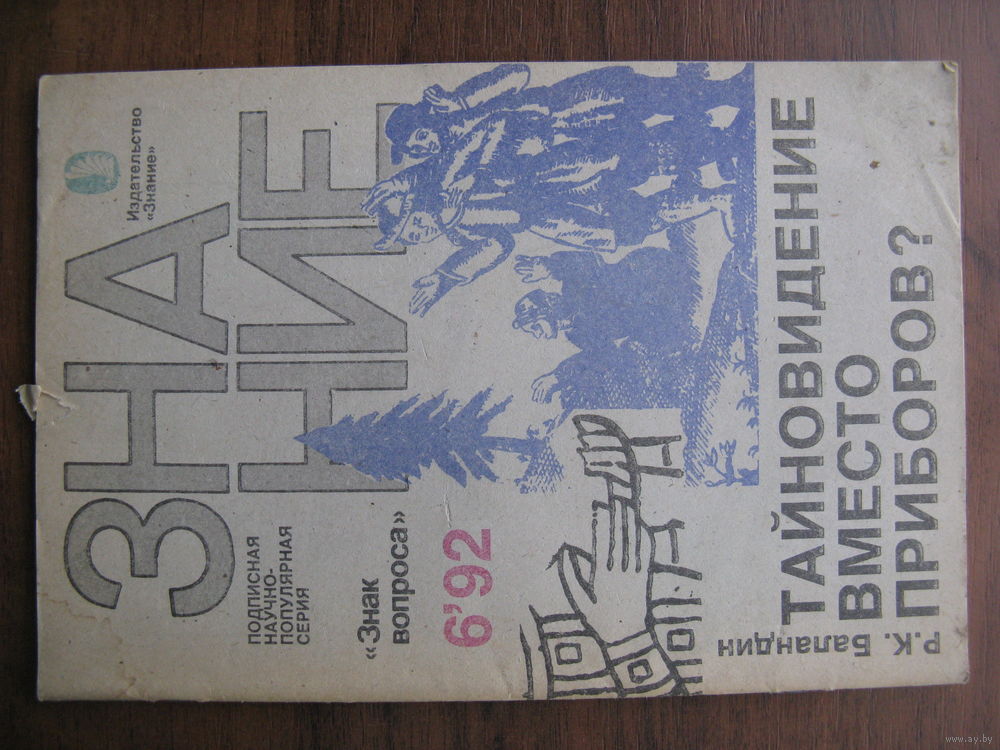 Издательство
«Знание»
ЗНА
НИЕ
ПОДПИСНАЯ
НАУЧНО-
ПОПУЛЯРНАЯ
СЕРИЯ
«Знак
вопроса»
6'92
Р.К. Баландин
ТАЙНОВИДЕНИЕ
ВМЕСТО
ПРИБОРОВ?
www.ay.by